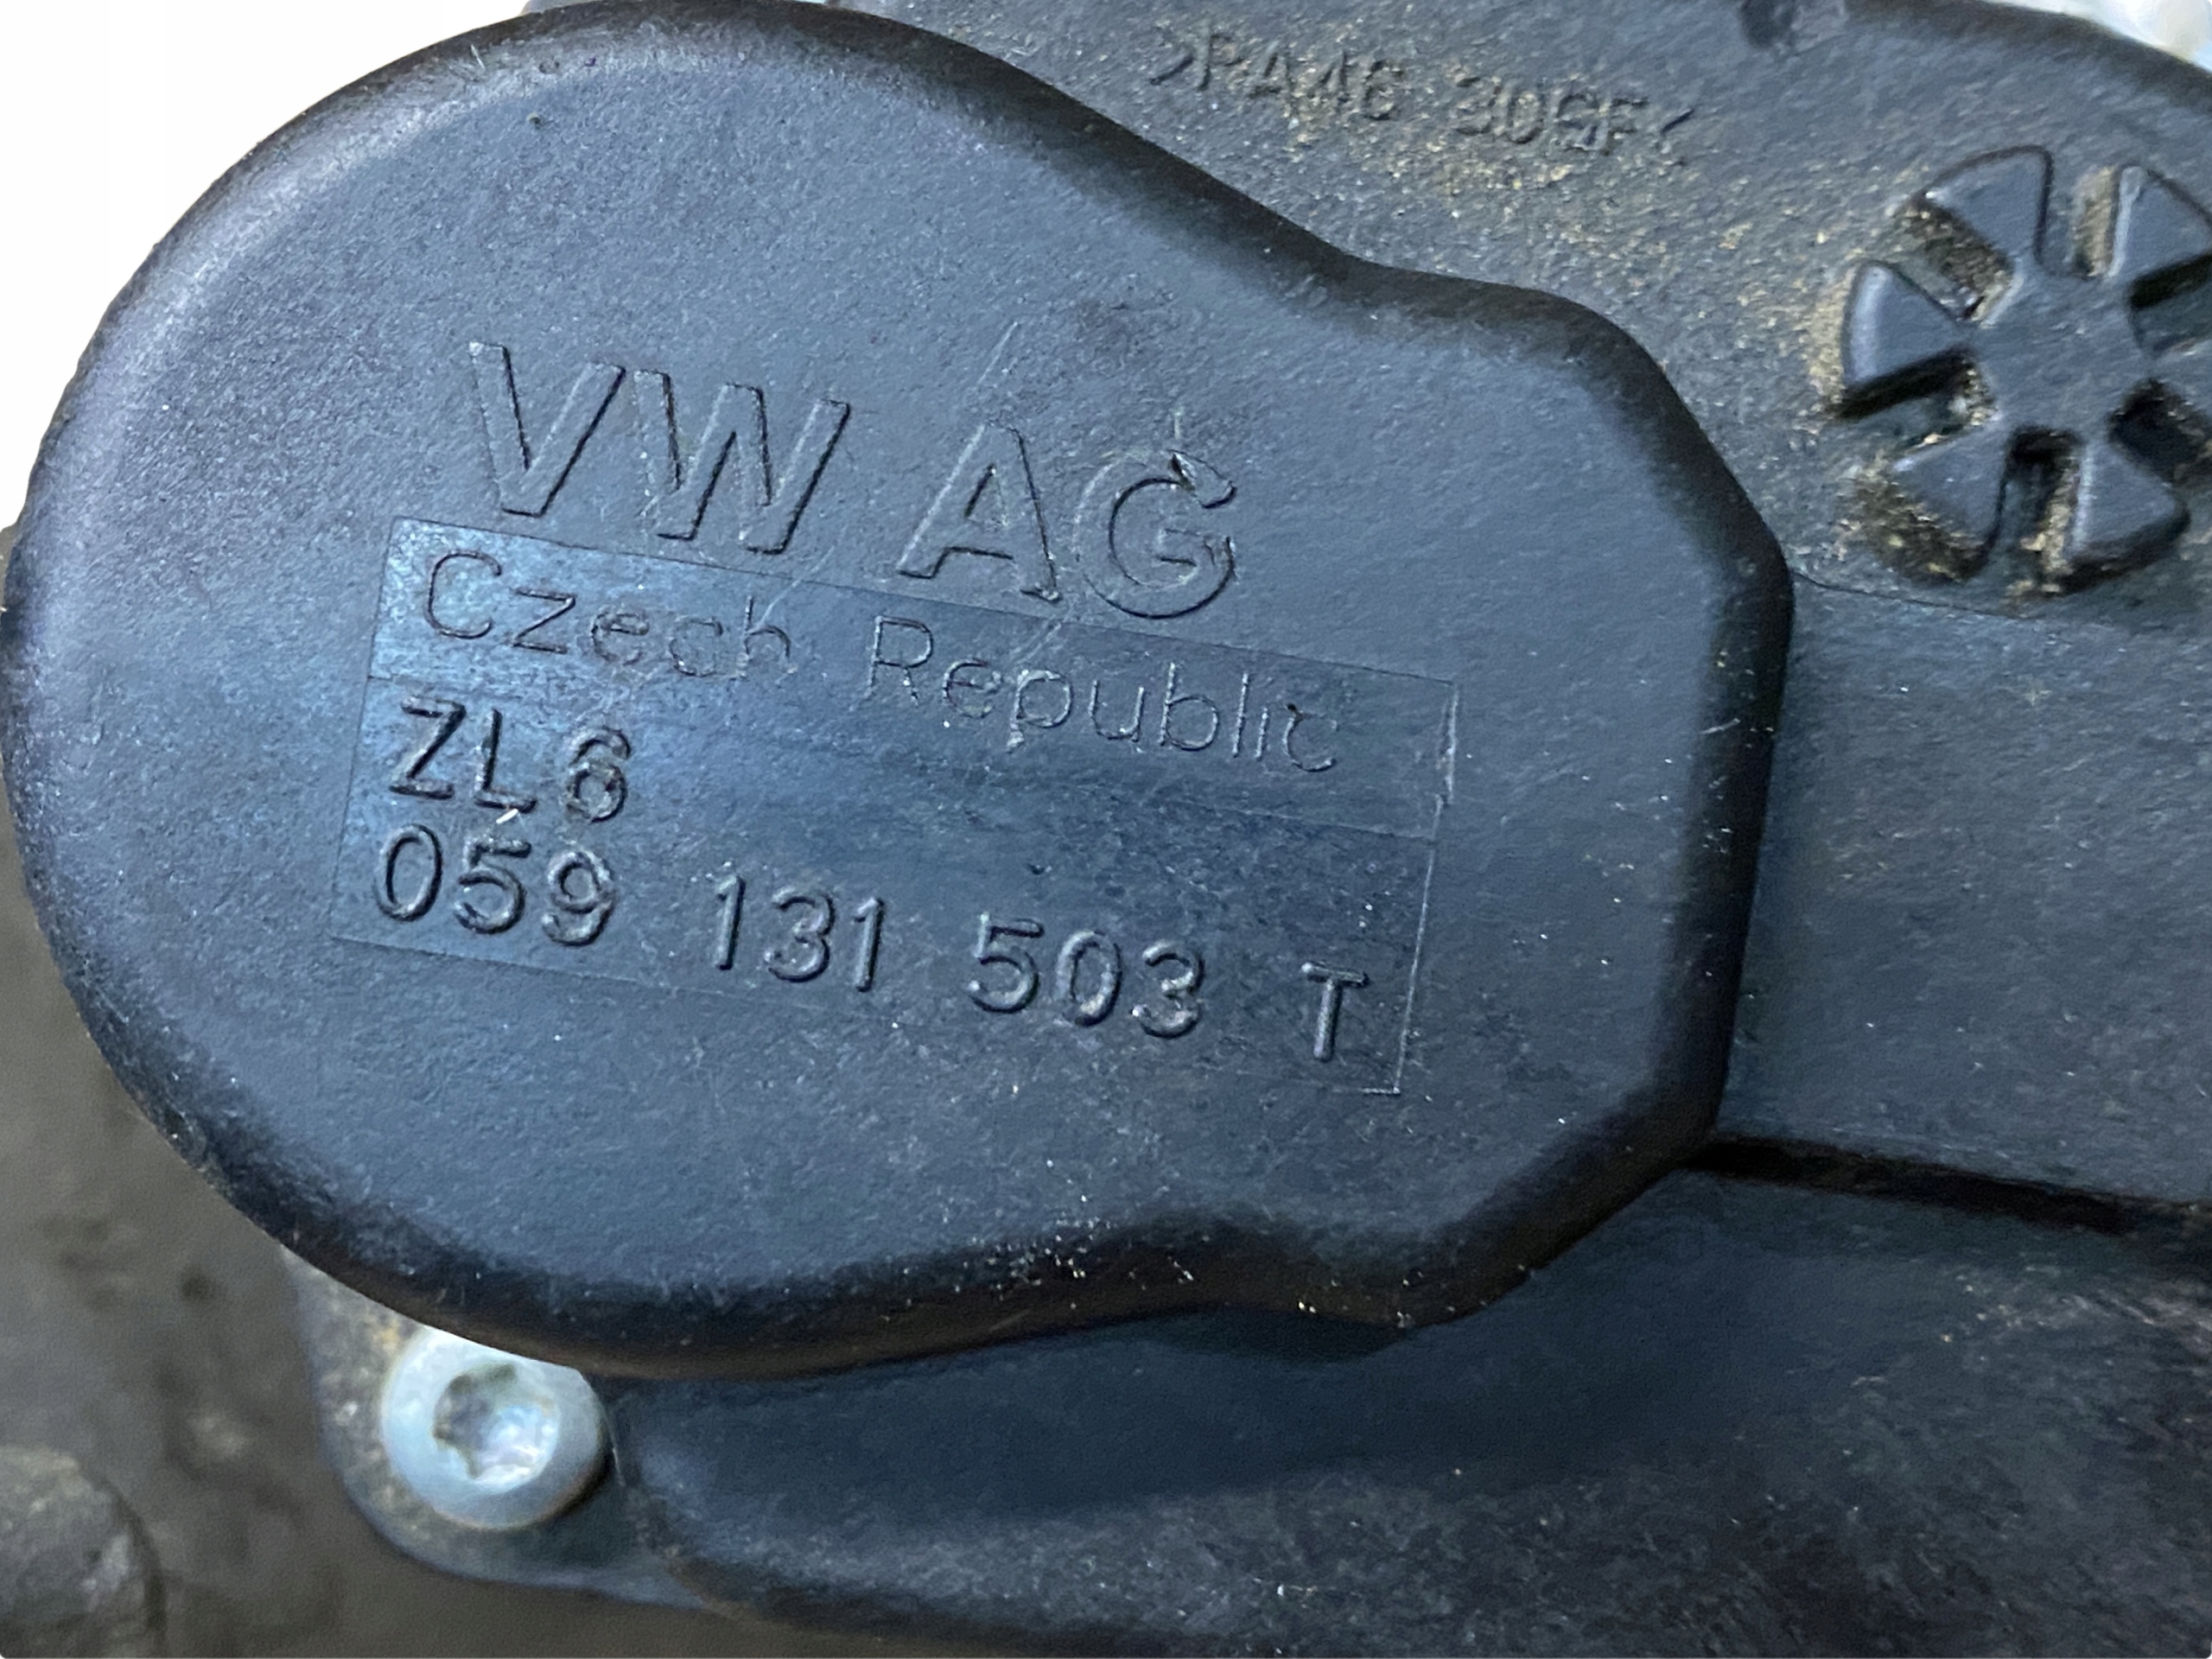 >PA46 30GF<
VW AG
Czech Republic
ZL6
059 131 503 T